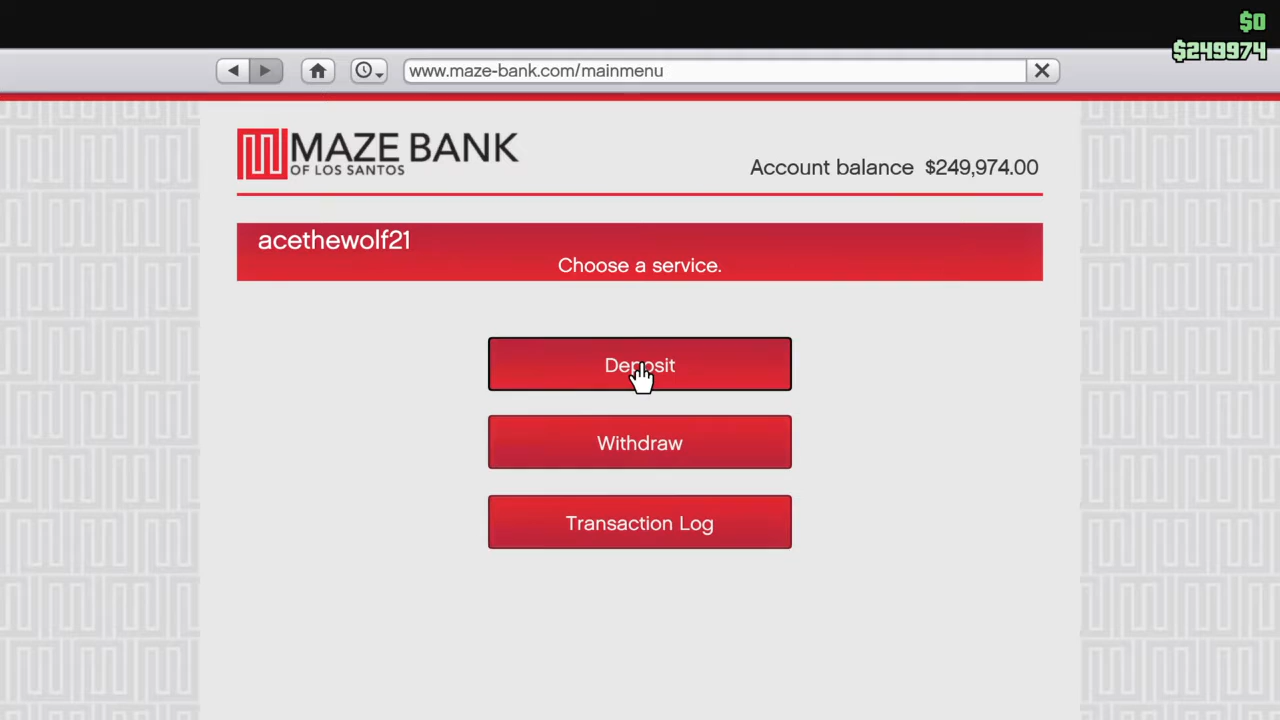 $0
$249974
www.maze-bank.com/mainmenu
MAZE BANK
OF LOS SANTOS
Account balance $249,974.00
acethewolf21
Choose a service.
Deposit
Withdraw
Transaction Log